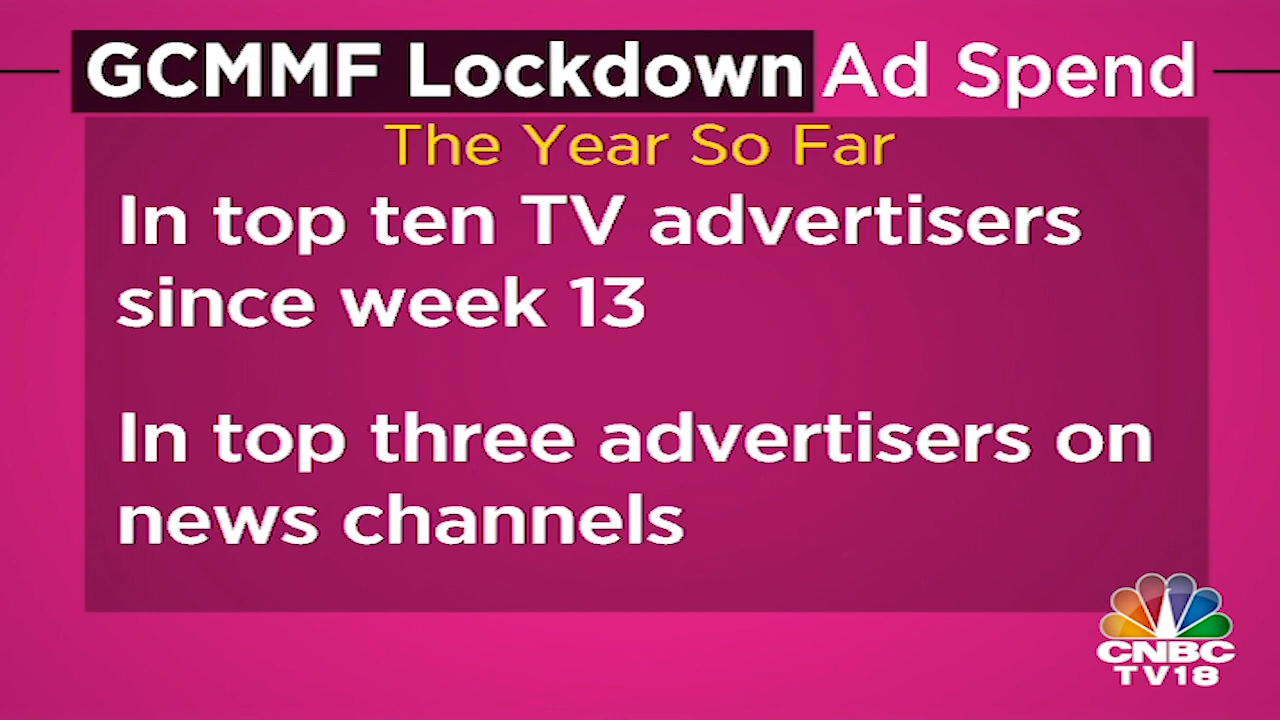 GCMMF Lockdown Ad Spend
The Year So Far
In top ten TV advertisers
since week 13
In top three advertisers on
news channels
CNBC
TV18